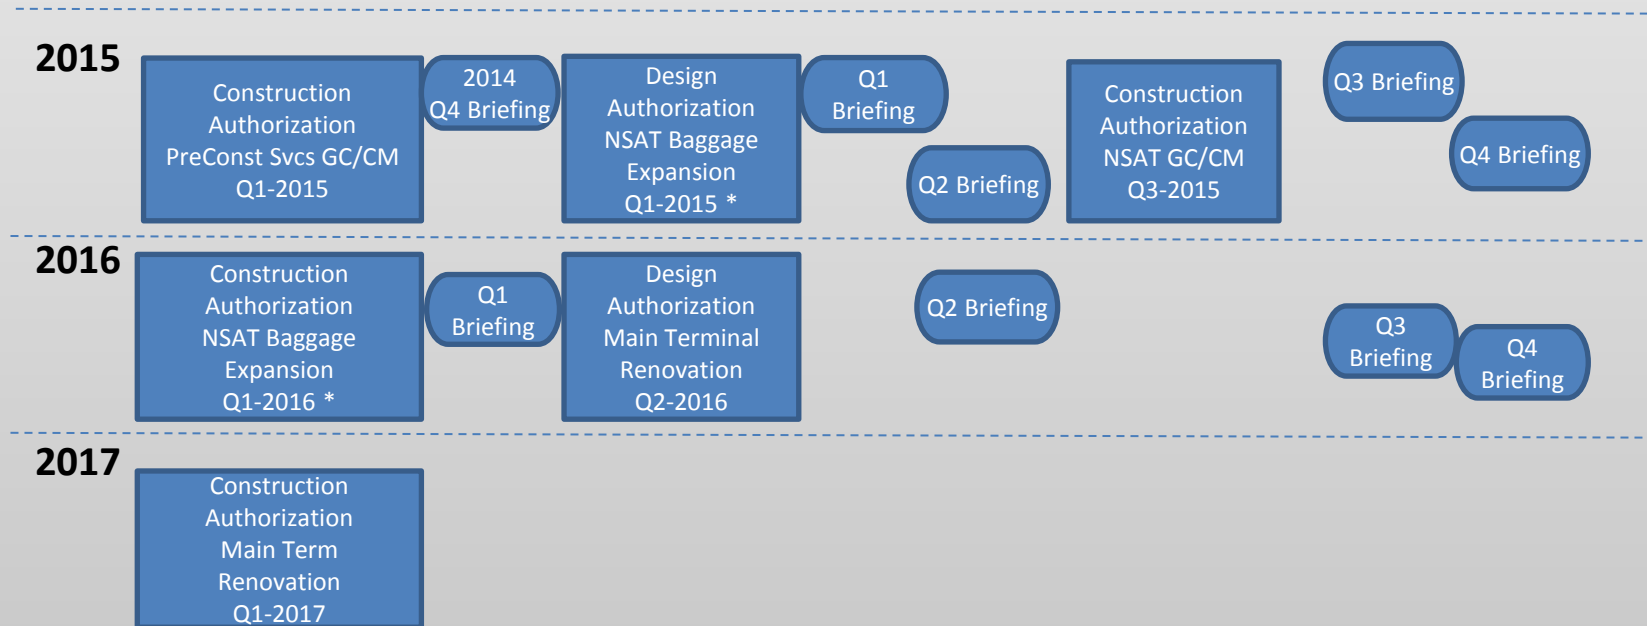 2015
Construction
Authorization
PreConst Svcs GC/CM
Q1-2015
2014
Q4 Briefing
Design
Authorization
NSAT Baggage
Expansion
Q1-2015 *
Q1
Briefing
Q2 Briefing
Construction
Authorization
NSAT GC/CM
Q3-2015
Q3 Briefing
Q4 Briefing
2016
Construction
Authorization
NSAT Baggage
Expansion
Q1-2016 *
Q1
Briefing
Design
Authorization
Main Terminal
Renovation
Q2-2016
Q2 Briefing
Q3
Briefing
Q4
Briefing
2017
Construction
Authorization
Main Term
Renovation
Q1-2017